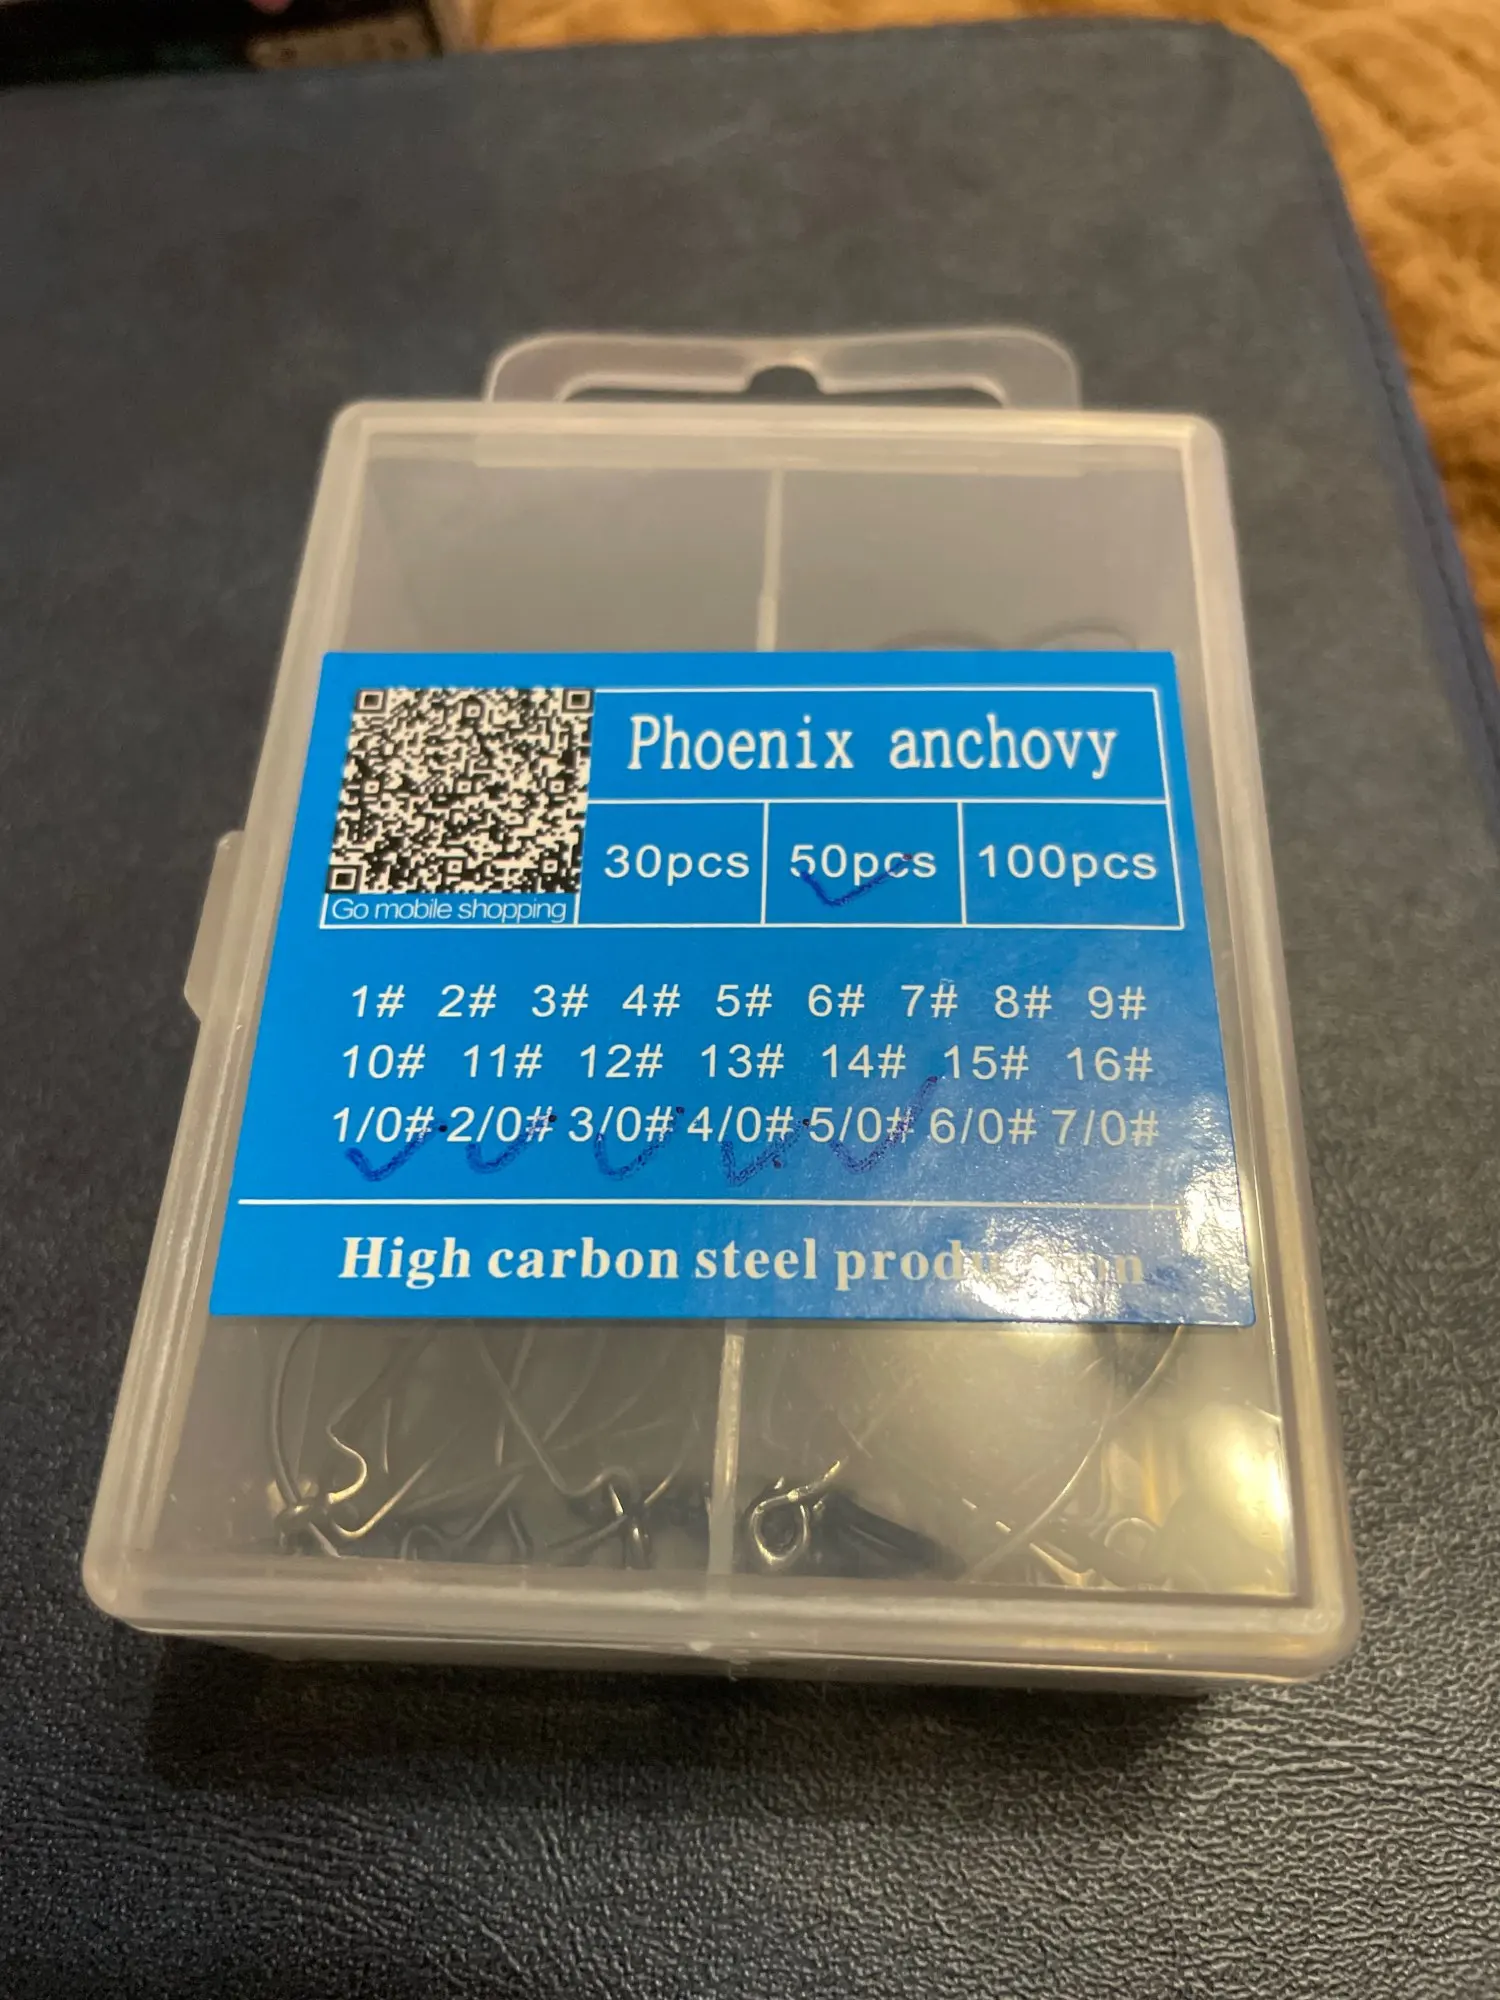 Phoenix anchovy
30pcs 50pcs 100pcs
Go mobile shopping
1# 2# 3# 4# 5# 6# 7# 8# 9#
10# 11# 12# 13# 14# 15# 16#
1/0# 2/0# 3/0# 4/0# 5/0# 6/0# 7/0#
High carbon steel